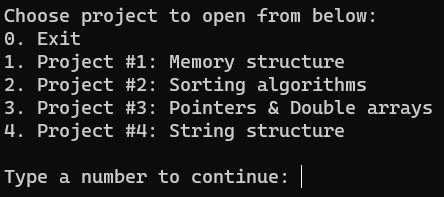 Choose project to open from below:
0. Exit
1. Project #1: Memory structure
2. Project #2: Sorting algorithms
3. Project #3: Pointers & Double arrays
4. Project #4: String structure
Type a number to continue: